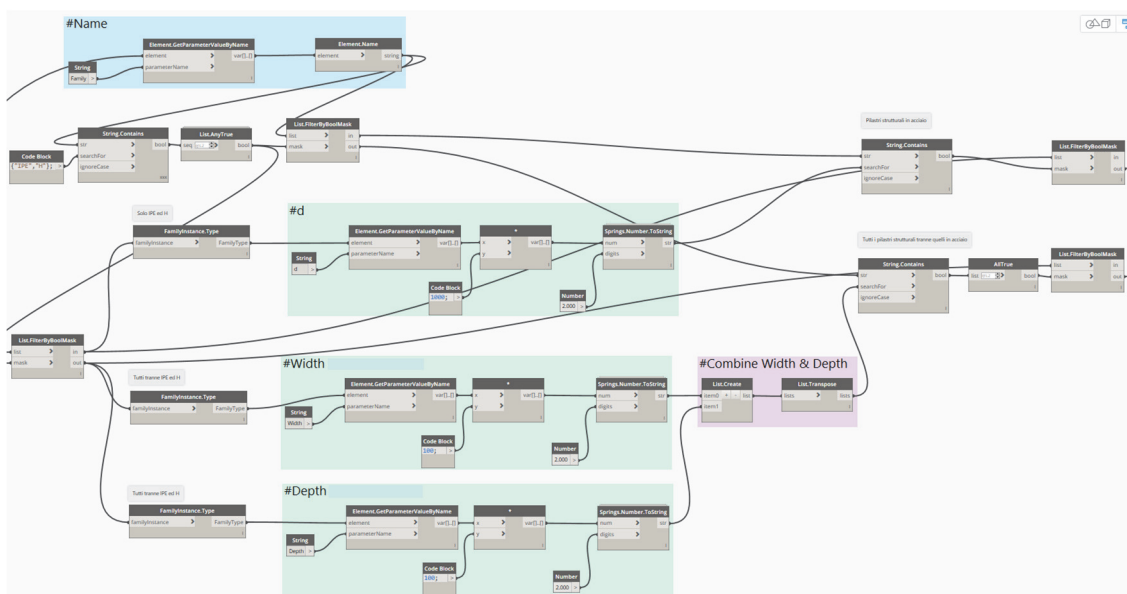 #Name
Element.GetParameterValueByName
element
parameterName
var[]..[]
Element.Name
element
string
String
Family
String.Contains
str
searchFor
ignoreCase
bool
List.AnyTrue
seq
bool
Code Block
{"IPE","H"};
List.FilterByBoolMask
list
mask
in
out
Pilastri strutturali in acciaio
String.Contains
str
searchFor
ignoreCase
bool
List.FilterByBoolMask
list
mask
in
out
Solo IPE ed H
FamilyInstance.Type
familyInstance
FamilyType
#d
Element.GetParameterValueByName
element
parameterName
var[]..[]
*
x
y
var[]..[]
Springs.Number.ToString
num
digits
str
String
d
Code Block
1000;
Number
2,000
Tutti i pilastri strutturali tranne quelli in acciaio
String.Contains
str
searchFor
ignoreCase
bool
AllTrue
list
bool
List.FilterByBoolMask
list
mask
in
out
List.FilterByBoolMask
list
mask
in
out
Tutti tranne IPE ed H
FamilyInstance.Type
familyInstance
FamilyType
#Width
Element.GetParameterValueByName
element
parameterName
var[]..[]
*
x
y
var[]..[]
Springs.Number.ToString
num
digits
str
String
Width
Code Block
100;
Number
2,000
#Combine Width & Depth
List.Create
item0
+
-
list
item1
List.Transpose
lists
lists
Tutti tranne IPE ed H
FamilyInstance.Type
familyInstance
FamilyType
#Depth
Element.GetParameterValueByName
element
parameterName
var[]..[]
*
x
y
var[]..[]
Springs.Number.ToString
num
digits
str
String
Depth
Code Block
100;
Number
2,000